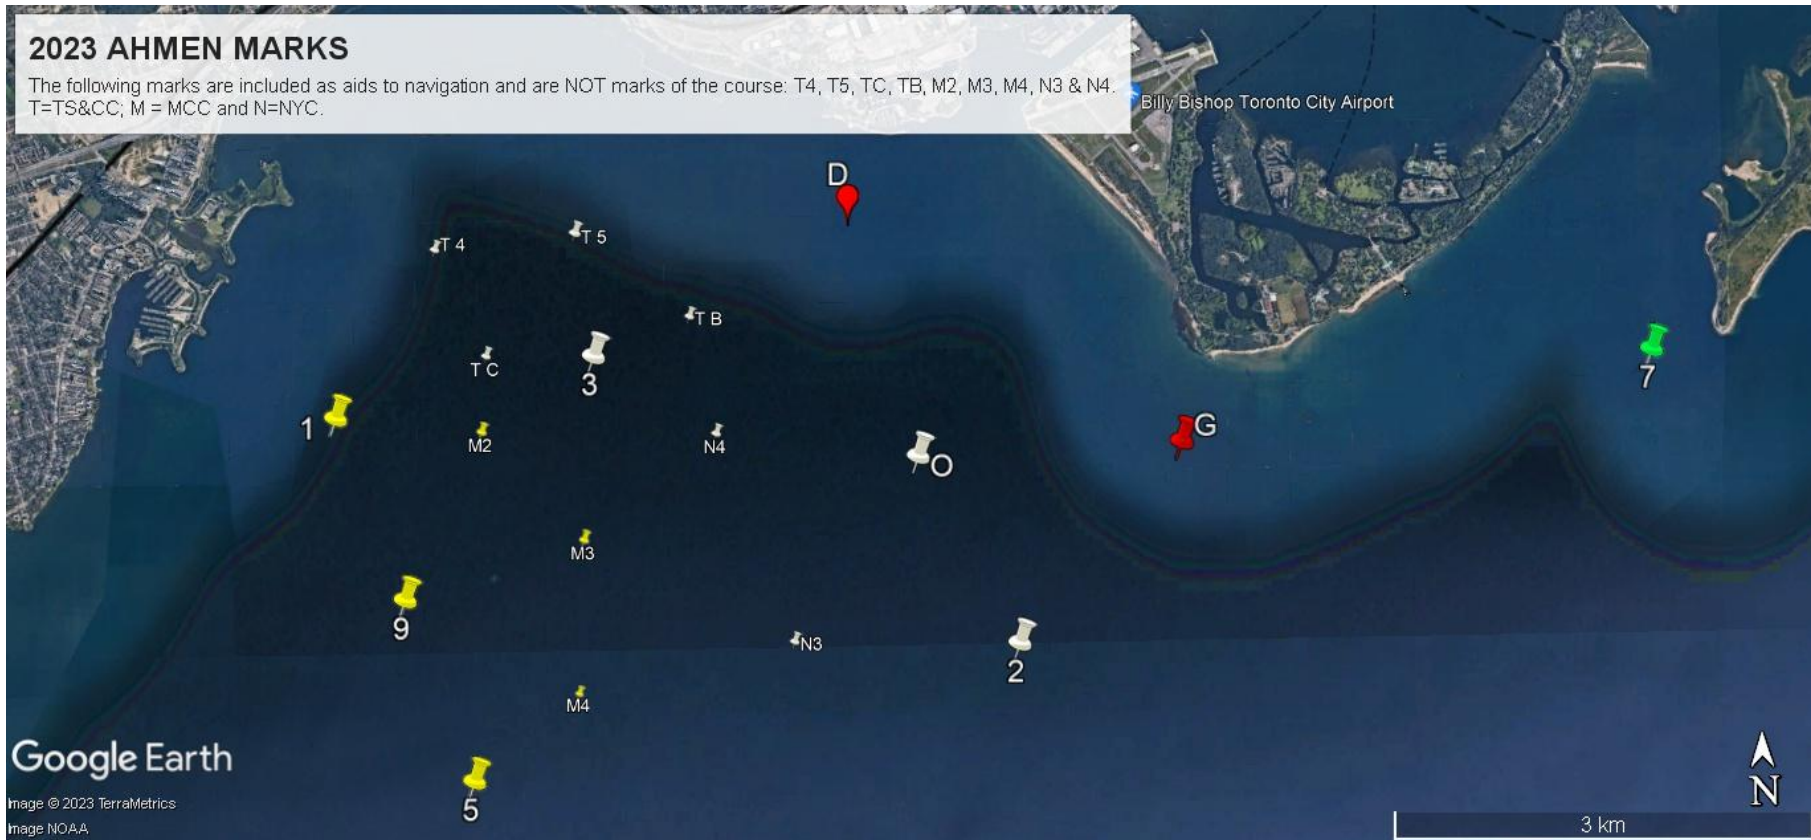 2023 AHMEN MARKS
The following marks are included as aids to navigation and are NOT marks of the course: T4, T5, TC, TB, M2, M3, M4, N3 & N4.
T=TS&CC; M = MCC and N=NYC.
Billy Bishop Toronto City Airport
D
T 4
T 5
T B
T C
3
7
1
M2
N4
G
O
M3
9
N3
2
M4
5
Google Earth
N
Image © 2023 TerraMetrics
Image NOAA
3 km